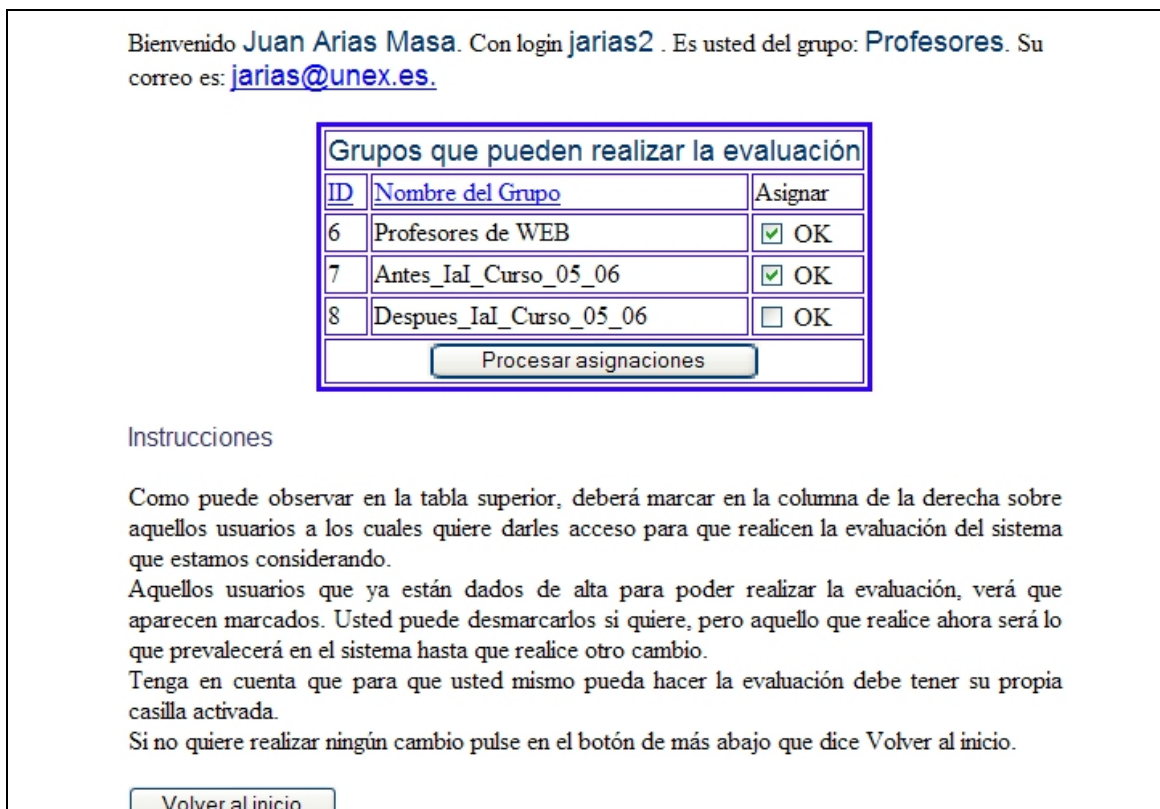 Bienvenido Juan Arias Masa. Con login jarias2 . Es usted del grupo: Profesores. Su
correo es: jarias@unex.es.
Grupos que pueden realizar la evaluación
ID Nombre del Grupo Asignar
6 Profesores de WEB OK
7 Antes_IaI_Curso_05_06 OK
8 Despues_IaI_Curso_05_06 OK
Procesar asignaciones
Instrucciones
Como puede observar en la tabla superior, deberá marcar en la columna de la derecha sobre
aquellos usuarios a los cuales quiere darles acceso para que realicen la evaluación del sistema
que estamos considerando.
Aquellos usuarios que ya están dados de alta para poder realizar la evaluación, verá que
aparecen marcados. Usted puede desmarcarlos si quiere, pero aquello que realice ahora será lo
que prevalecerá en el sistema hasta que realice otro cambio.
Tenga en cuenta que para que usted mismo pueda hacer la evaluación debe tener su propia
casilla activada.
Si no quiere realizar ningún cambio pulse en el botón de más abajo que dice Volver al inicio.
Volver al inicio